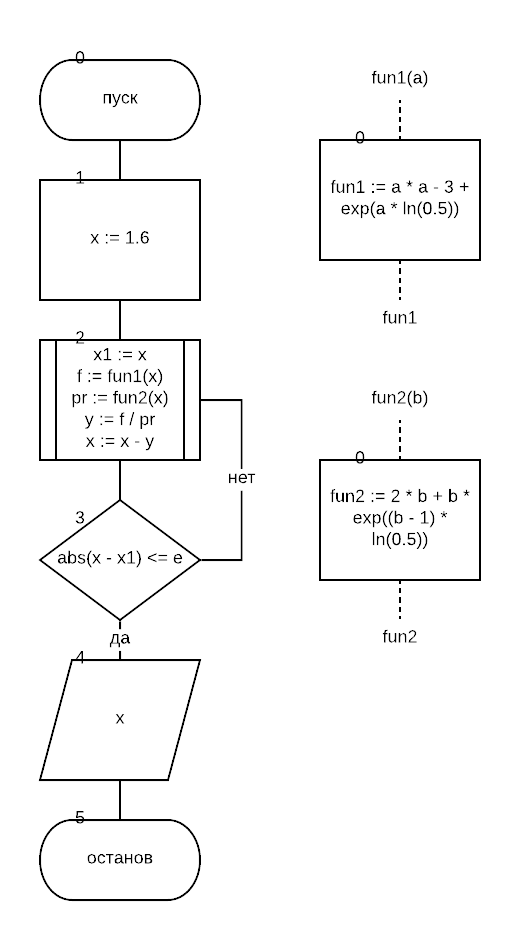 0
пуск
1
x := 1.6
2
x1 := x
f := fun1(x)
pr := fun2(x)
y := f / pr
x := x - y
нет
3
abs(x - x1) <= e
да
4
x
5
останов
fun1(a)
0
fun1 := a * a - 3 +
exp(a * ln(0.5))
fun1
fun2(b)
0
fun2 := 2 * b + b *
exp((b - 1) *
ln(0.5))
fun2